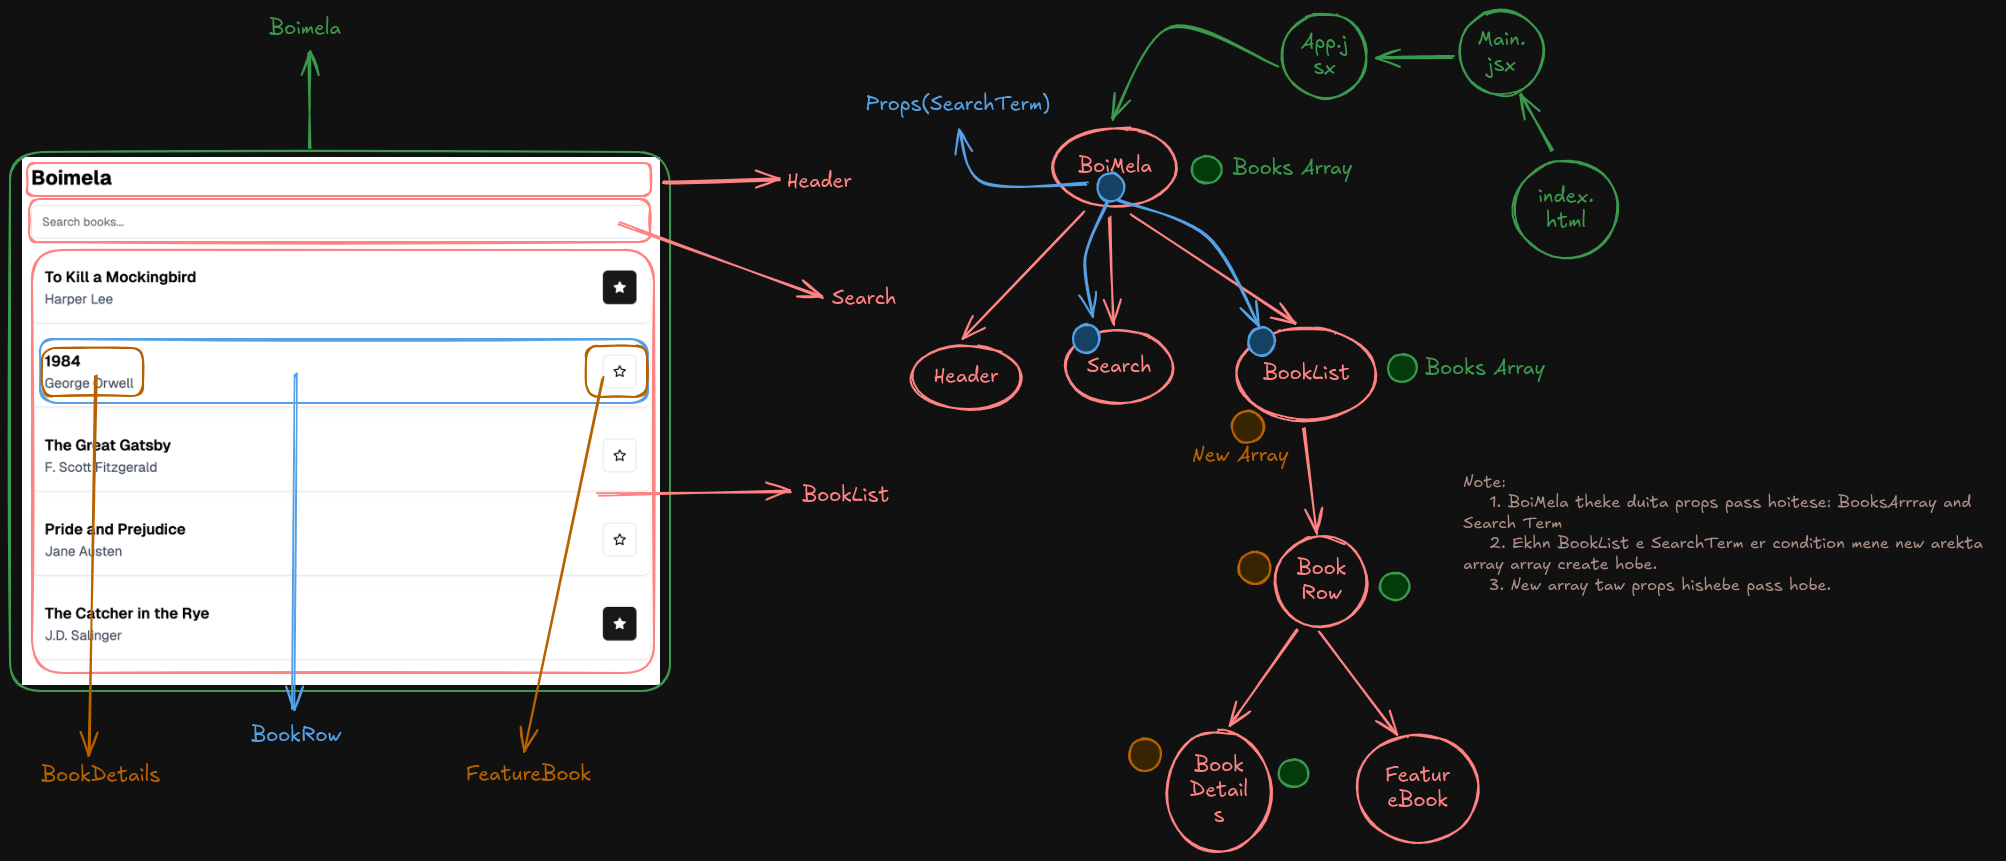 Boimela
Boimela
Search books...
To Kill a Mockingbird
Harper Lee
1984
George Orwell
The Great Gatsby
F. Scott Fitzgerald
Pride and Prejudice
Jane Austen
The Catcher in the Rye
J.D. Salinger
Header
Search
BookList
BookRow
BookDetails
FeatureBook
Props(SearchTerm)
App.j
sx
Main.
jsx
index.
html
BoiMela
Books Array
Header
Search
BookList
Books Array
New Array
Book
Row
Book
Detail
s
Featur
eBook
Note:
1. BoiMela theke duita props pass hoitese: BooksArrray and
Search Term
2. Ekhn BookList e SearchTerm er condition mene new arekta
array array create hobe.
3. New array taw props hishebe pass hobe.